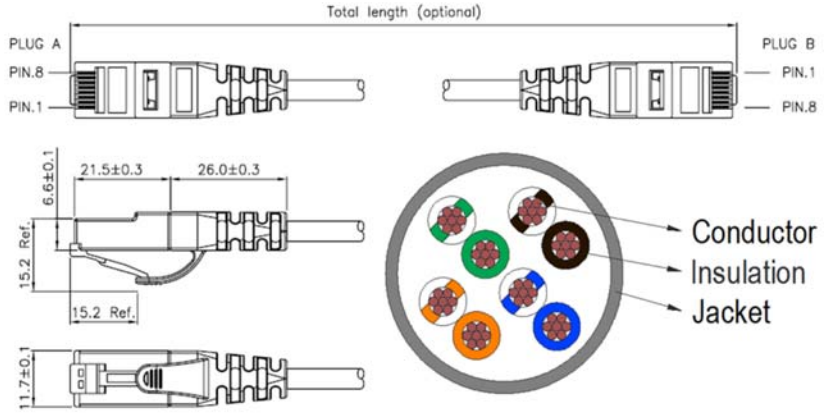 Total length (optional)
PLUG A
PLUG B
PIN.8
PIN.1
PIN.1
PIN.8
21.5±0.3
26.0±0.3
6.6±0.1
15.2 Ref.
15.2 Ref.
11.7±0.1
Conductor
Insulation
Jacket